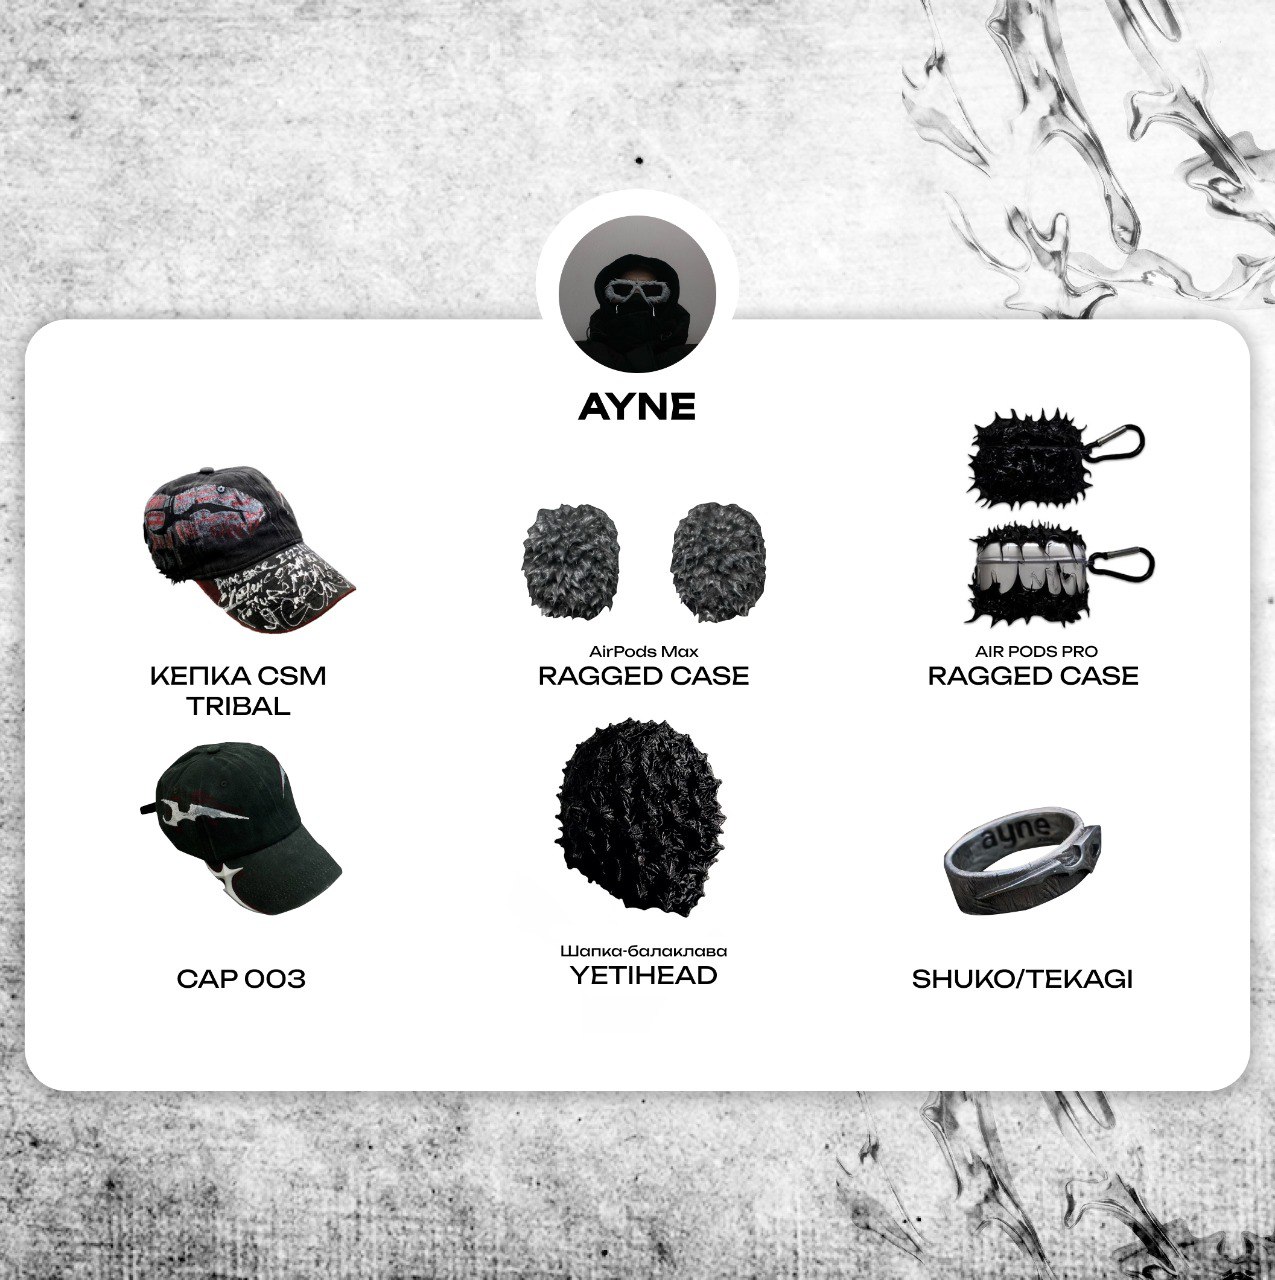 AYNE
КЕПКА CSM
TRIBAL
AirPods Max
RAGGED CASE
AIR PODS PRO
RAGGED CASE
CAP 003
Шапка-балаклава
YETIHEAD
ayne
SHUKO/TEKAGI